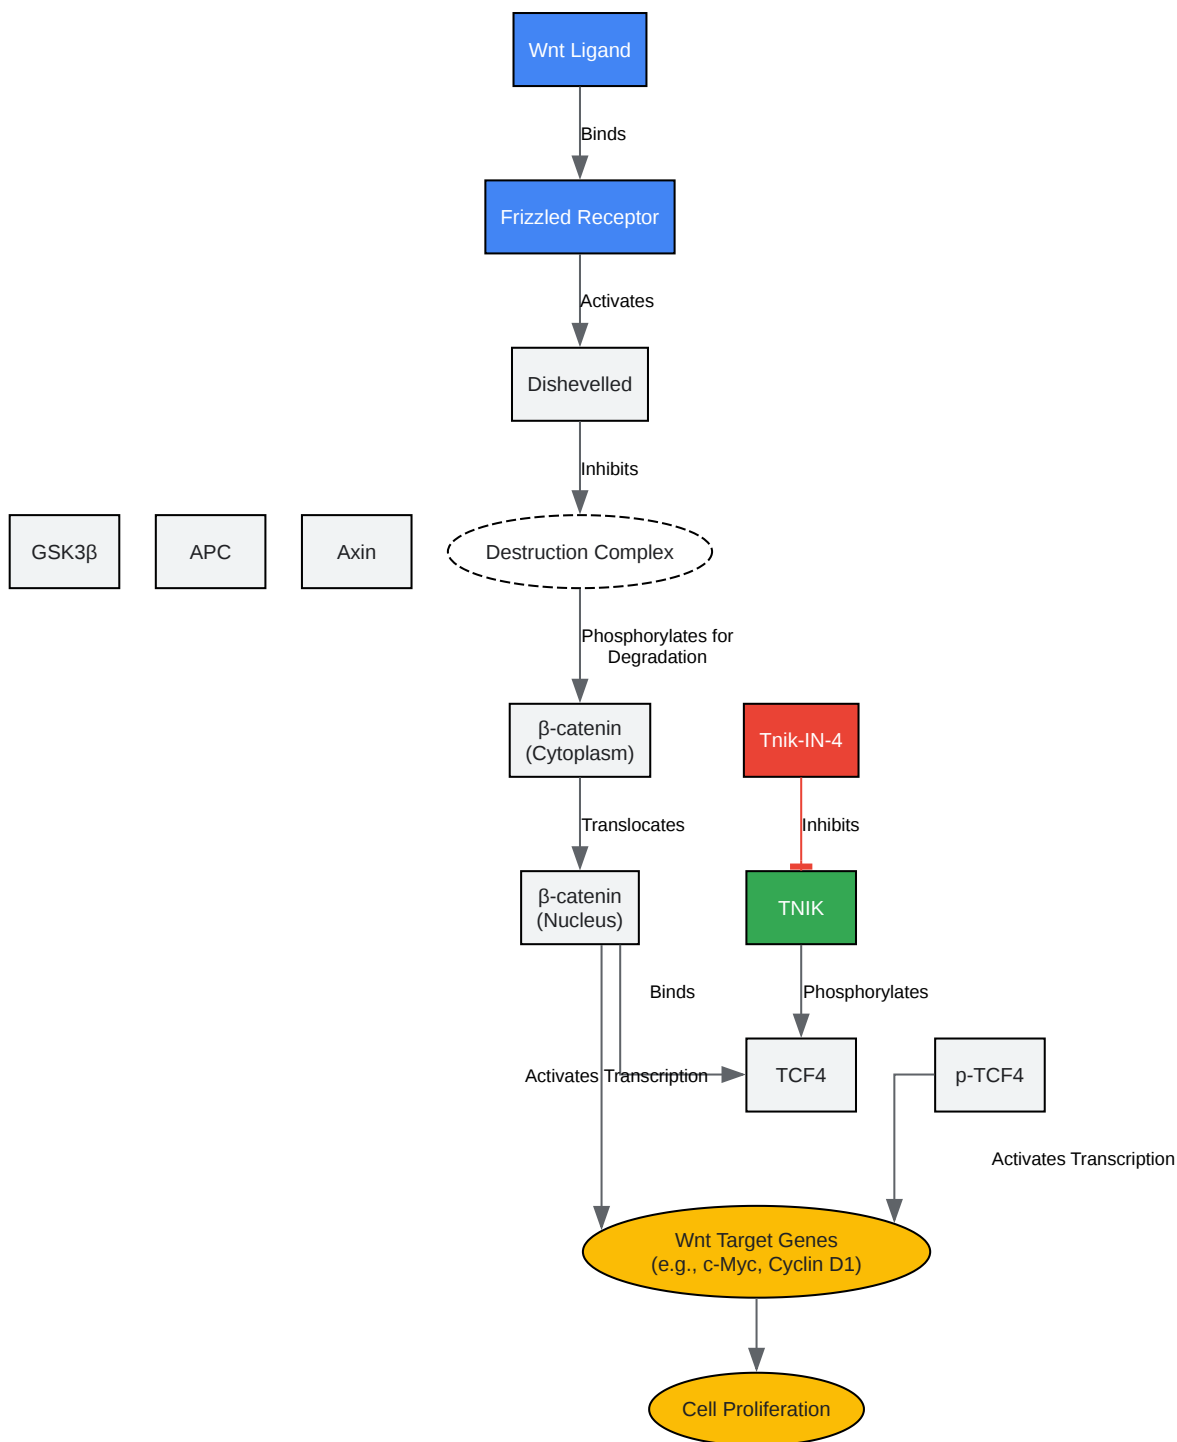 Wnt Ligand
Binds
Frizzled Receptor
Activates
Dishevelled
Inhibits
GSK3β
APC
Axin
Destruction Complex
Phosphorylates for
Degradation
β-catenin
(Cytoplasm)
Tnik-IN-4
Translocates
Inhibits
β-catenin
(Nucleus)
TNIK
Binds
Phosphorylates
Activates Transcription
TCF4
p-TCF4
Activates Transcription
Wnt Target Genes
(e.g., c-Myc, Cyclin D1)
Cell Proliferation